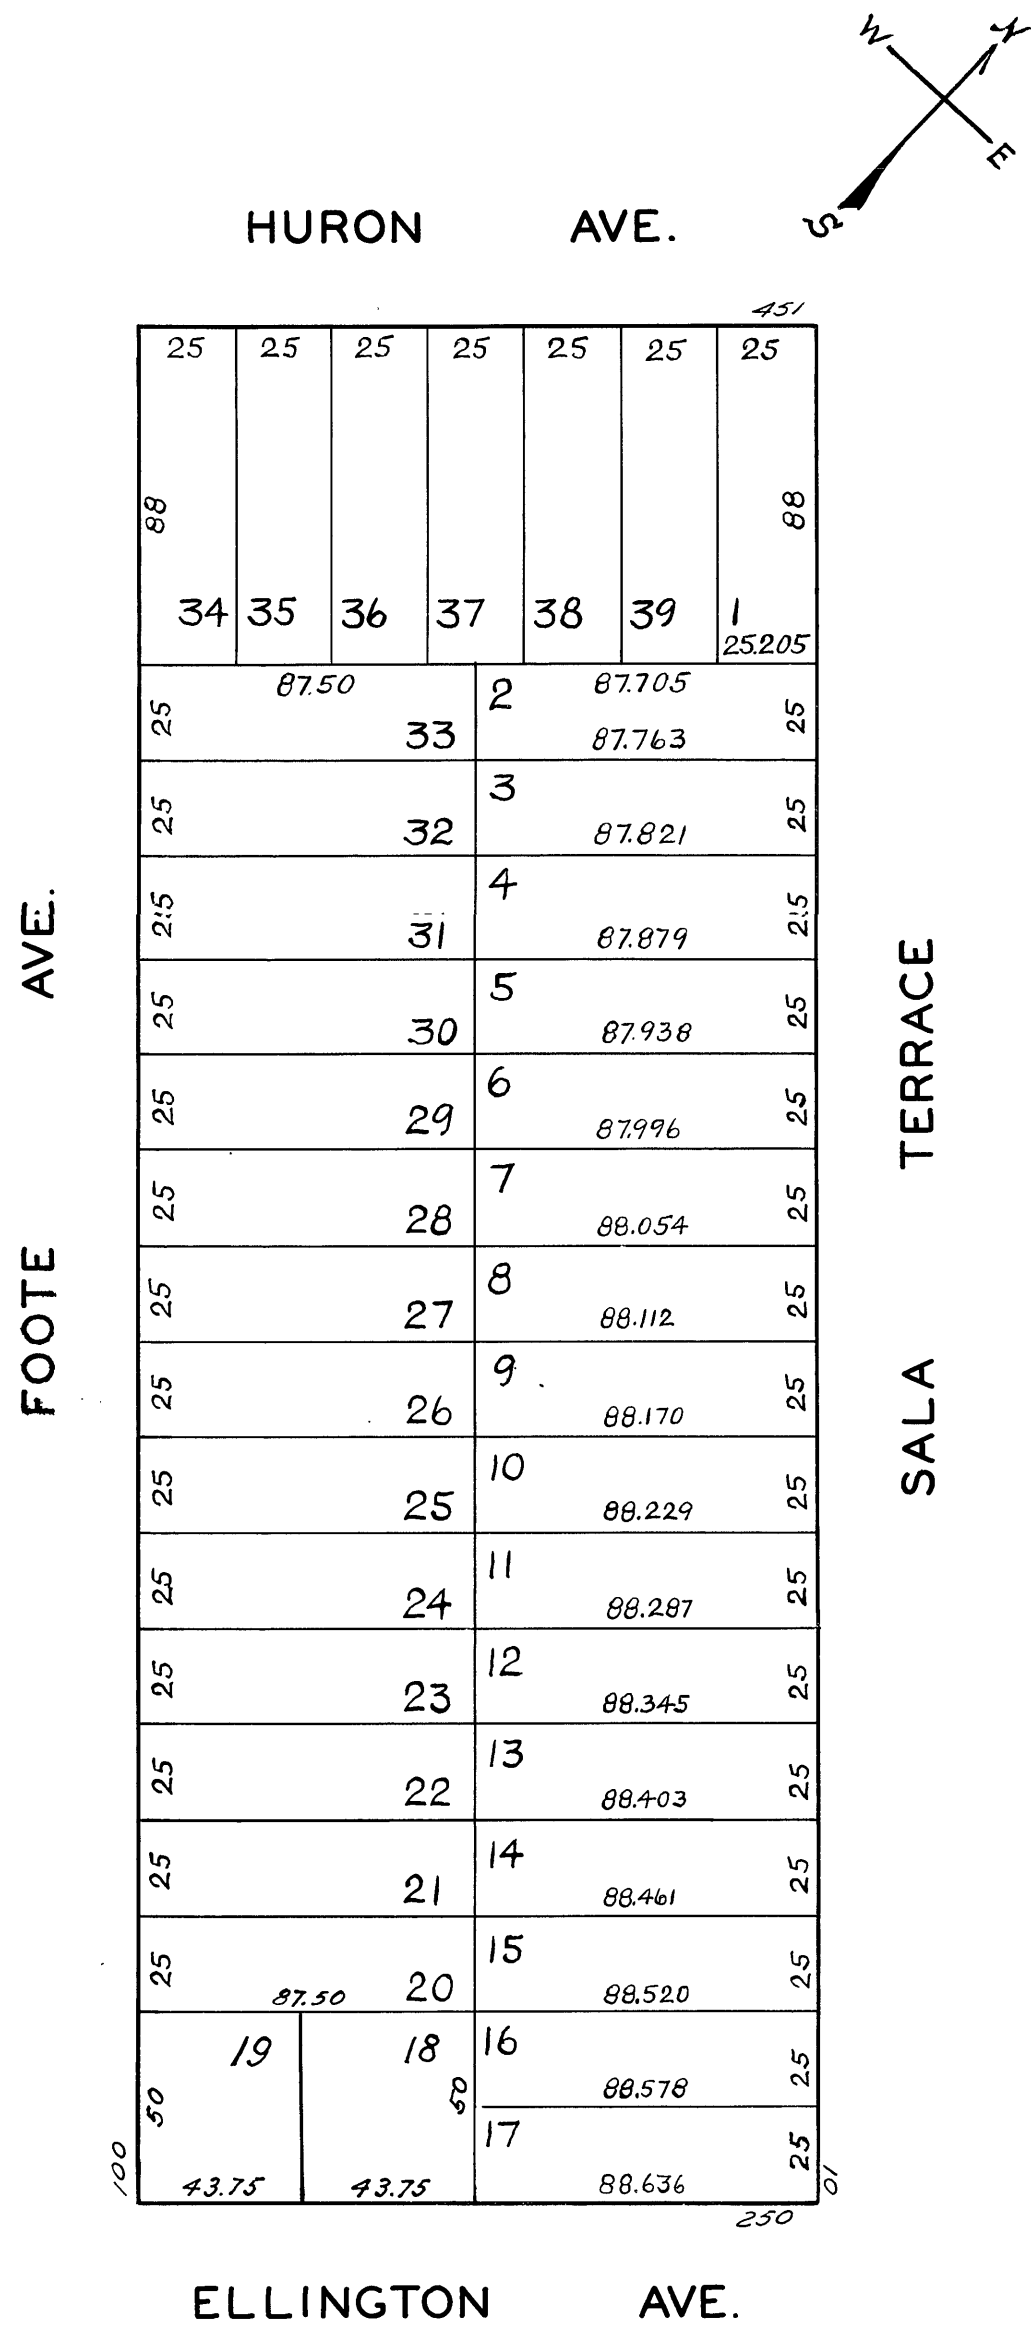 W N
E
S
HURON AVE.
451
25 25 25 25 25 25 25
88 88
34 35 36 37 38 39 1
25.205
87.50 2 87.705
25 33 87.763 25
3
25 32 87.821 25
4
25 31 87.879 25
5
25 30 87.938 25
6
25 29 87.996 25
7
25 28 88.054 25
8
25 27 88.112 25
9
25 26 88.170 25
10
25 25 88.229 25
11
25 24 88.287 25
12
25 23 88.345 25
13
25 22 88.403 25
14
25 21 88.461 25
15
25 87.50 20 88.520 25
19 18 16
50 50 88.578 25
17
100 43.75 43.75 88.636 25 01
250
FOOTE AVE.
SALA TERRACE
ELLINGTON AVE.